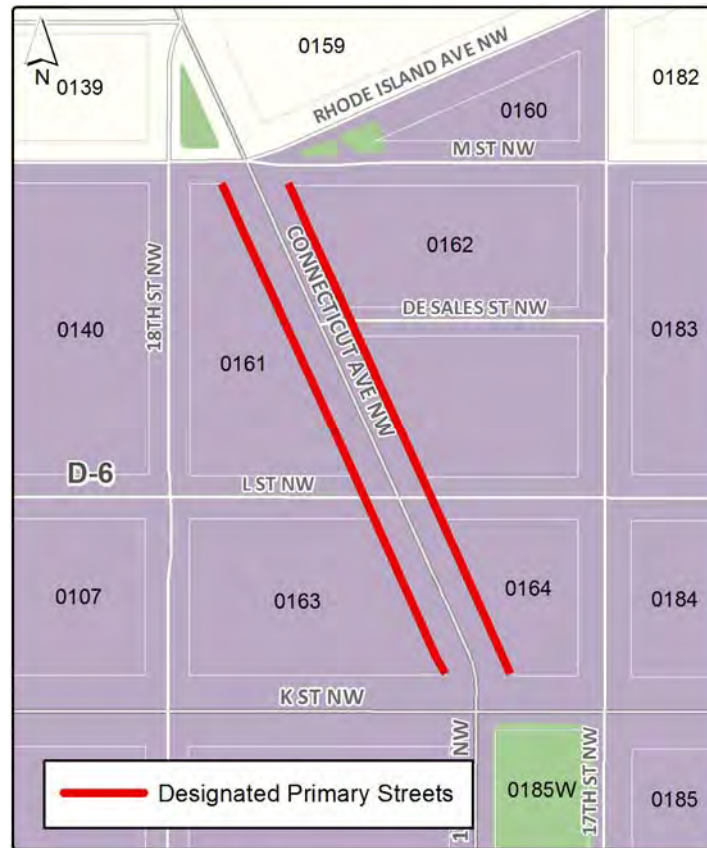 0159
RHODE ISLAND AVE NW
0182
N
0139
0160
M ST NW
18TH ST NW
CONNECTICUT AVE NW
0162
DE SALES ST NW
0140
0161
0183
D-6
L ST NW
0107
0163
0164
0184
K ST NW
NW
17TH ST NW
0185W
0185
Designated Primary Streets